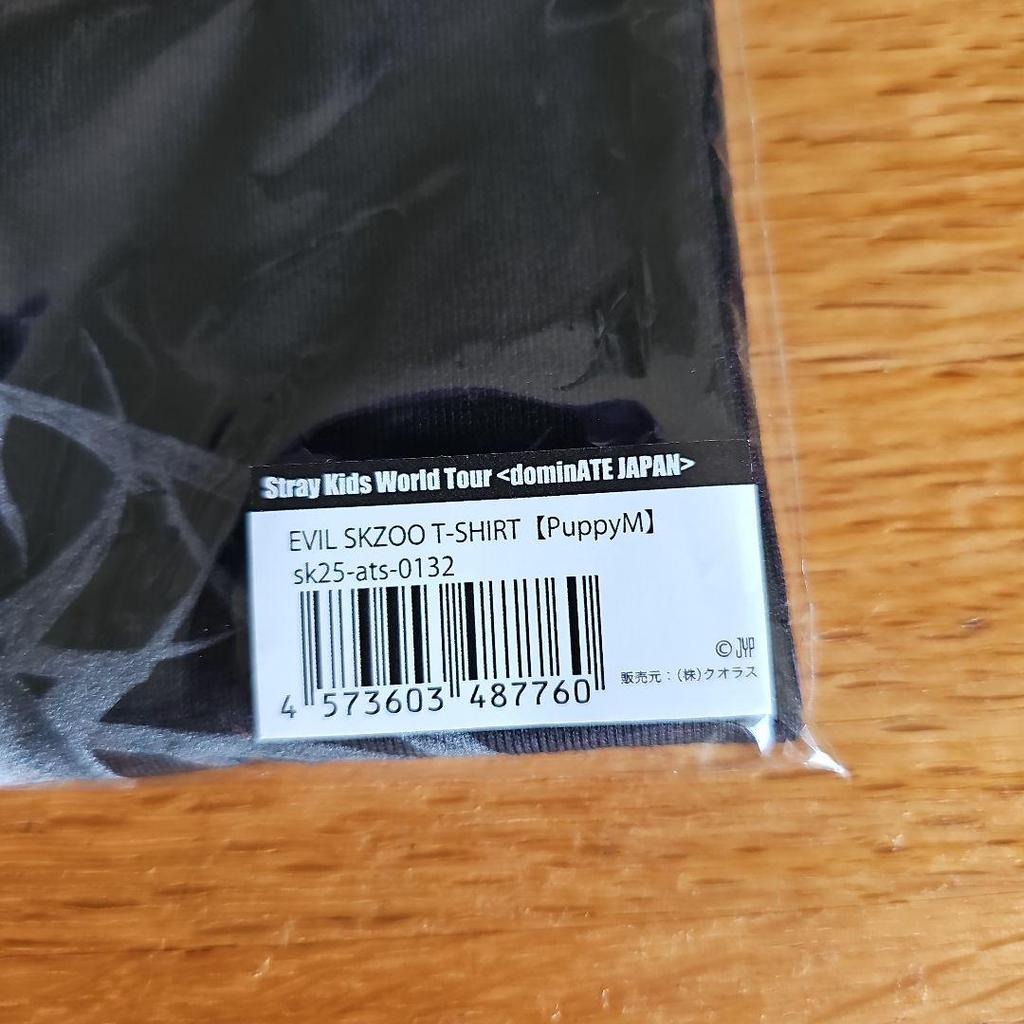 Stray Kids World Tour <dominATE JAPAN>
EVIL SKZOO T-SHIRT【PuppyM】
sk25-ats-0132
4 573603 487760
© JYP
販売元：(株)クオラス